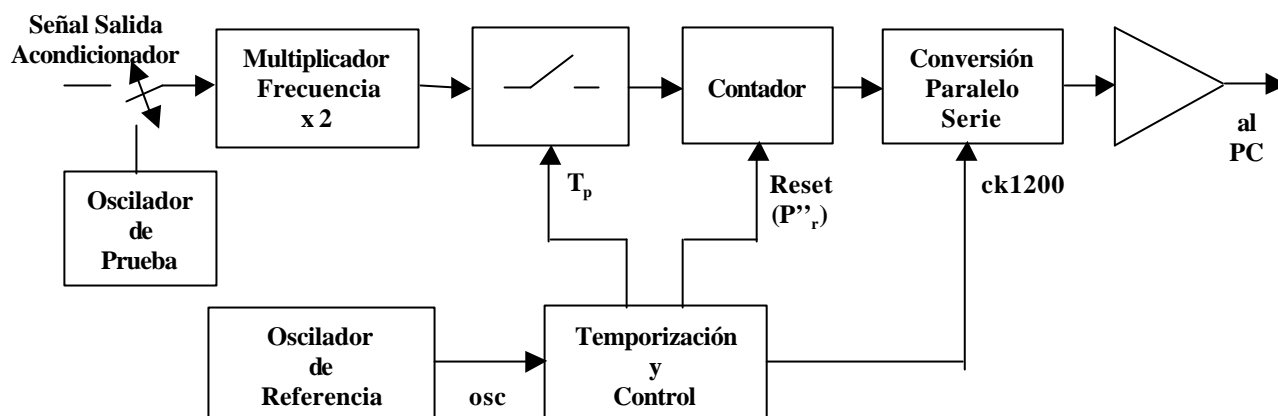 Señal Salida
Acondicionador
Multiplicador
Frecuencia
x 2
Contador
Conversión
Paralelo
Serie
al
PC
Oscilador
de
Prueba
Tp
Reset
(P’’r)
ck1200
Oscilador
de
Referencia
osc
Temporización
y
Control